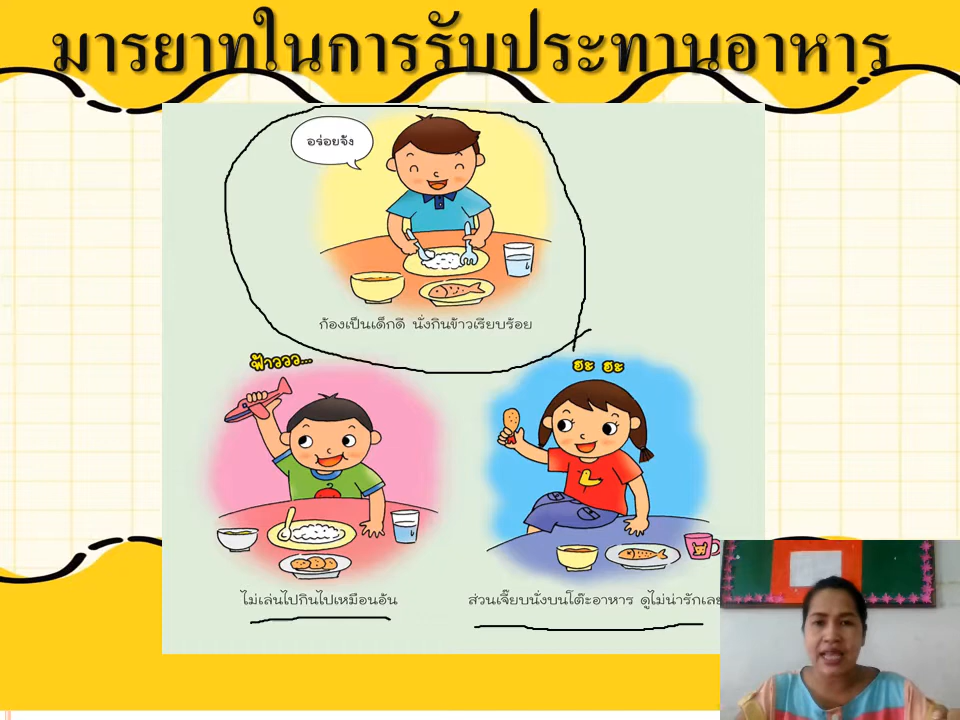 มารยาทในการรับประทานอาหาร
อร่อยจัง
ก้องเป็นเด็กดี นั่งกินข้าวเรียบร้อย
ฟ้าววว...
ฮะ ฮะ
ไม่เล่นไปกินไปเหมือนอ้น
ส่วนเจี๊ยบนั่งบนโต๊ะอาหาร ดูไม่น่ารักเลย